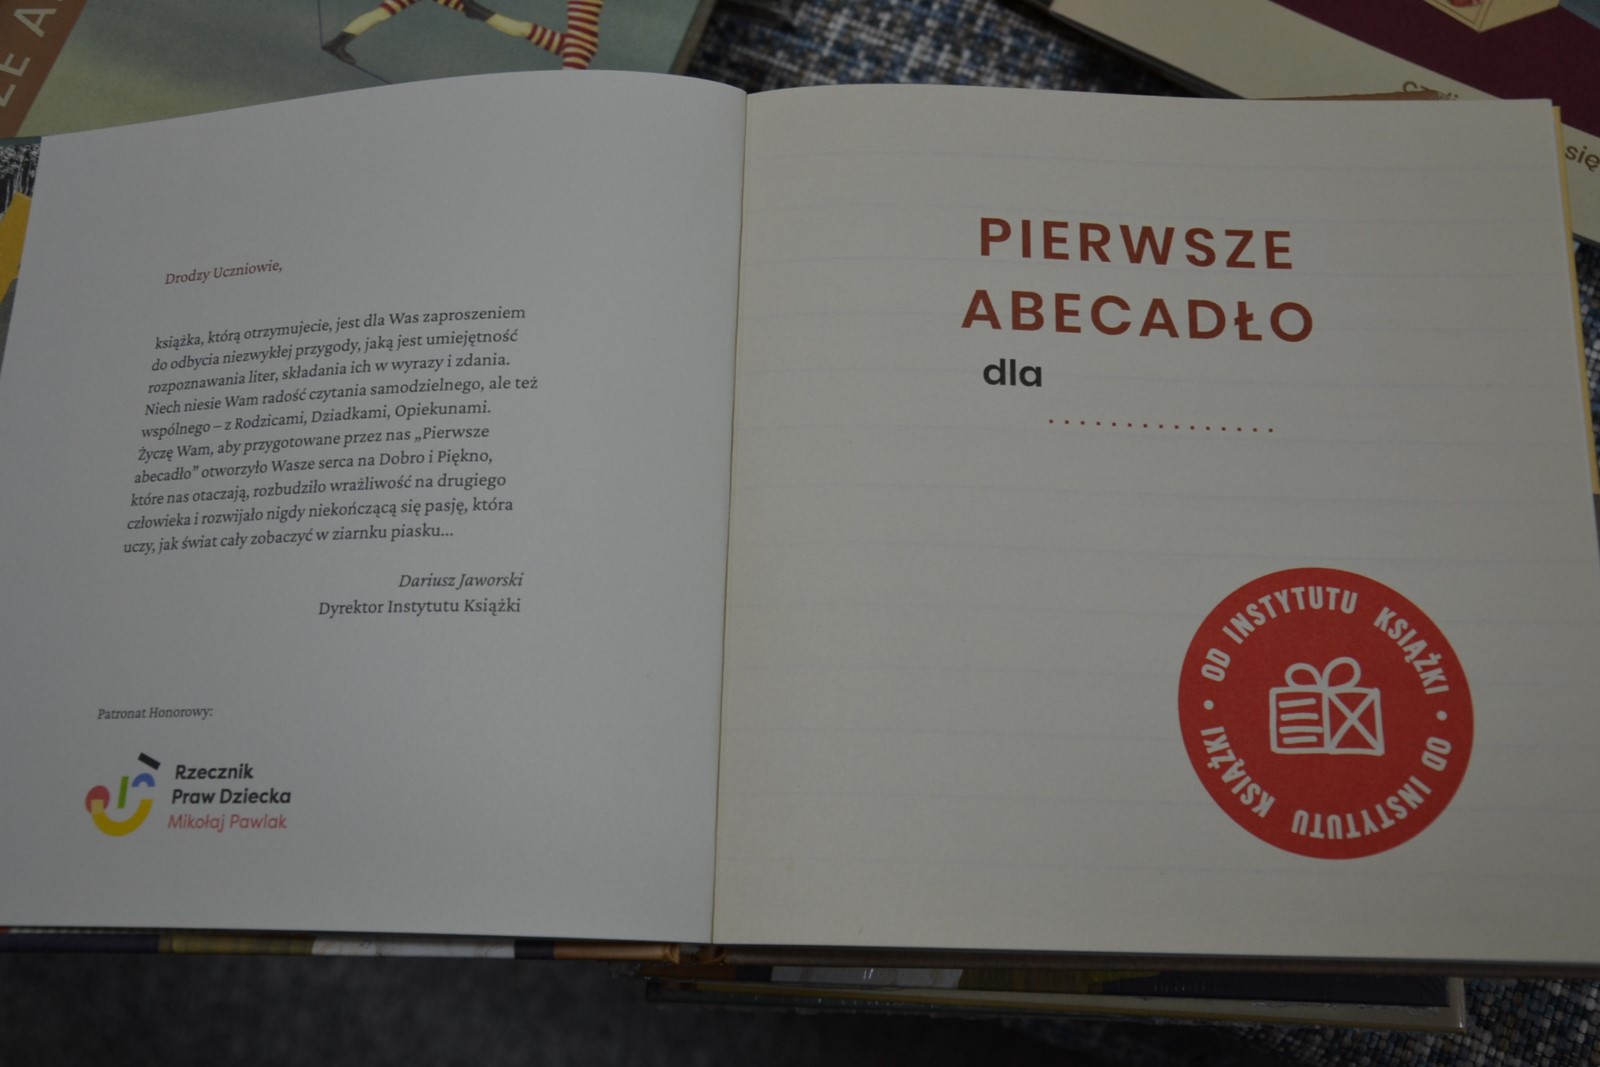 ZE A
Drodzy Uczniowie,
książka, którą otrzymujecie, jest dla Was zaproszeniem
do odbycia niezwykłej przygody, jaką jest umiejętność
rozpoznawania liter, składania ich w wyrazy i zdania.
Niech niesie Wam radość czytania samodzielnego, ale też
wspólnego – z Rodzicami, Dziadkami, Opiekunami.
Życzę Wam, aby przygotowane przez nas „Pierwsze
abecadło” otworzyło Wasze serca na Dobro i Piękno,
które nas otaczają, rozbudziło wrażliwość na drugiego
człowieka i rozwijało nigdy niekończącą się pasję, która
uczy, jak świat cały zobaczyć w ziarnku piasku...
Dariusz Jaworski
Dyrektor Instytutu Książki
Patronat Honorowy:
Rzecznik
Praw Dziecka
Mikołaj Pawlak
PIERWSZE
ABECADŁO
dla
...............
OD INSTYTUTU KSIĄŻKI • OD INSTYTUTU KSIĄŻKI •
się